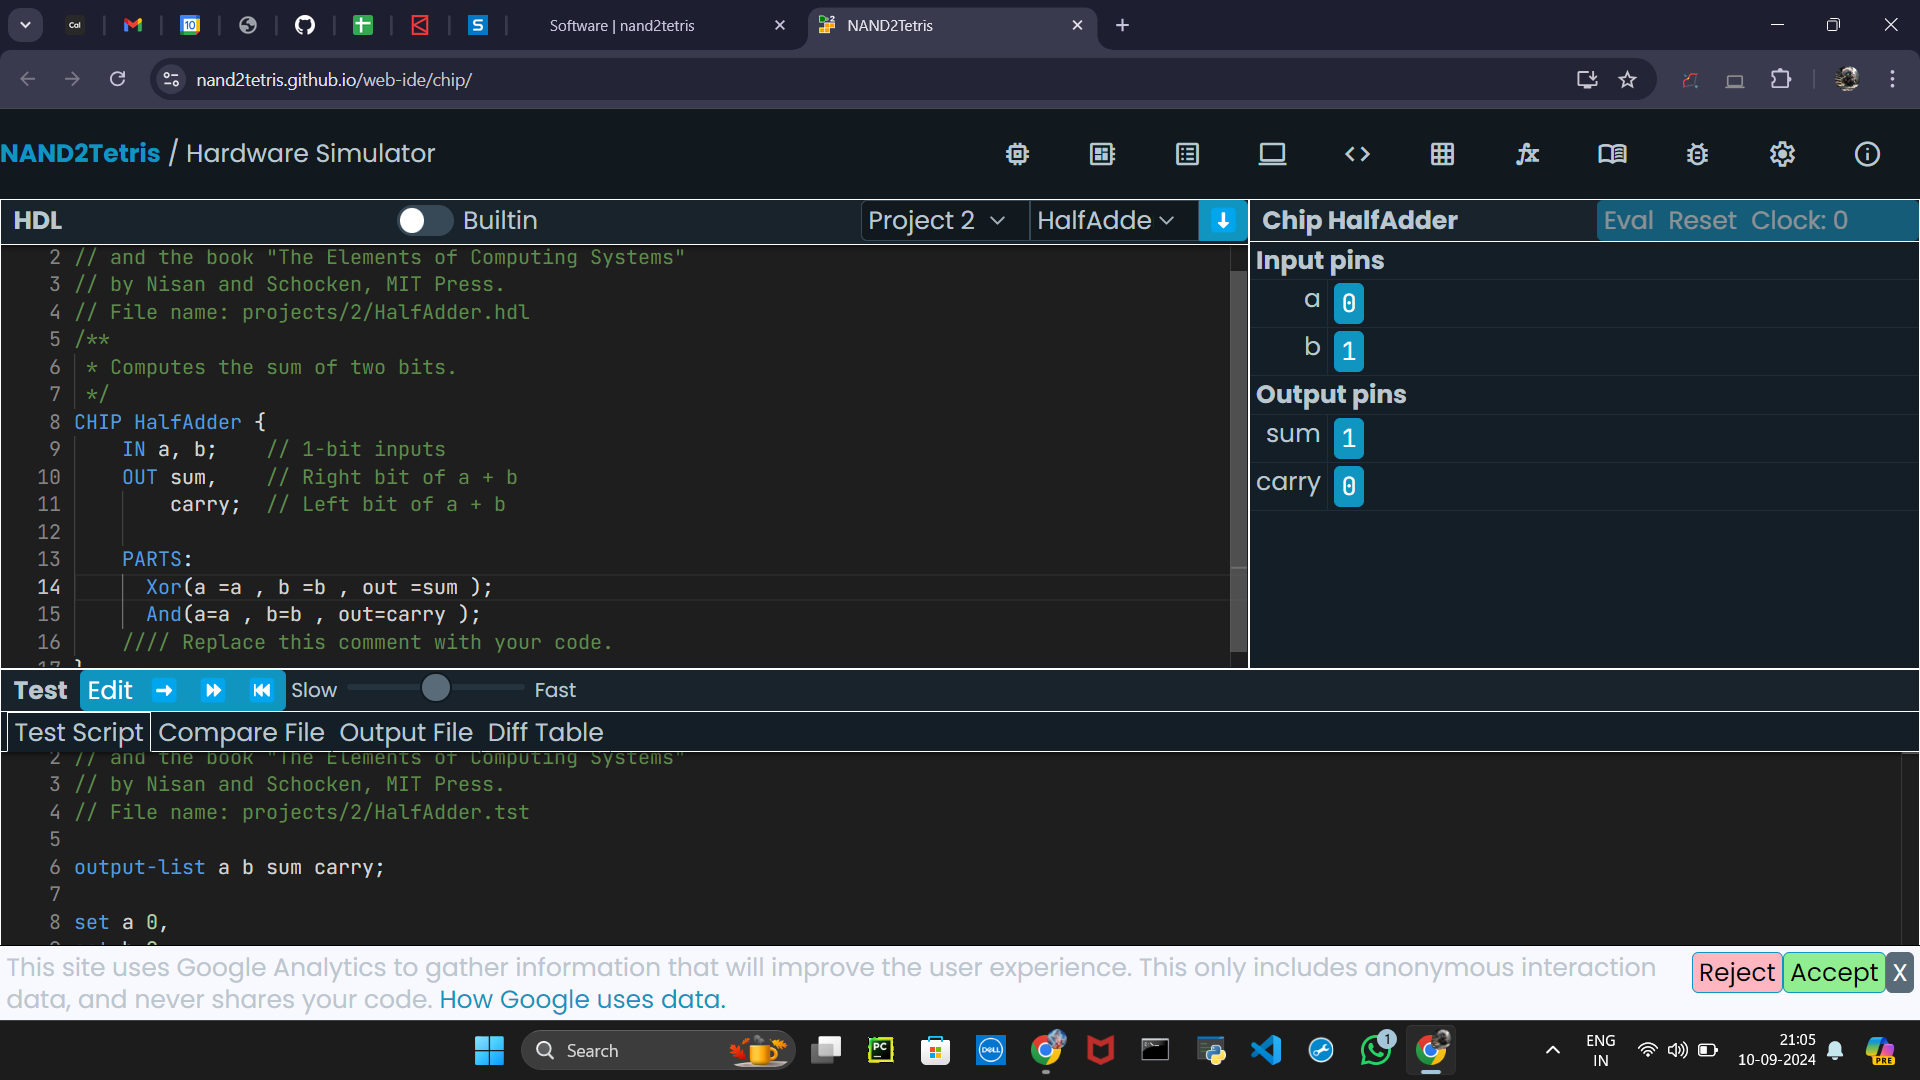 Cal
10
Software | nand2tetris
NAND2Tetris
nand2tetris.github.io/web-ide/chip/
NAND2Tetris / Hardware Simulator
HDL
Builtin
Project 2
HalfAdde
Chip HalfAdder
Eval Reset Clock: 0
2 // and the book "The Elements of Computing Systems"
3 // by Nisan and Schocken, MIT Press.
4 // File name: projects/2/HalfAdder.hdl
5 /**
6 * Computes the sum of two bits.
7 */
8 CHIP HalfAdder {
9 IN a, b; // 1-bit inputs
10 OUT sum, // Right bit of a + b
11 carry; // Left bit of a + b
12
13 PARTS:
14 Xor(a =a , b =b , out =sum );
15 And(a=a , b=b , out=carry );
16 //// Replace this comment with your code.
17 }
Input pins
a 0
b 1
Output pins
sum 1
carry 0
Test Edit Slow Fast
Test Script Compare File Output File Diff Table
2 // and the book "The Elements of Computing Systems"
3 // by Nisan and Schocken, MIT Press.
4 // File name: projects/2/HalfAdder.tst
5
6 output-list a b sum carry;
7
8 set a 0,
This site uses Google Analytics to gather information that will improve the user experience. This only includes anonymous interaction
data, and never shares your code. How Google uses data.
Reject Accept X
Search
PC
DELL
1
ENG
IN
21:05
10-09-2024
PRE